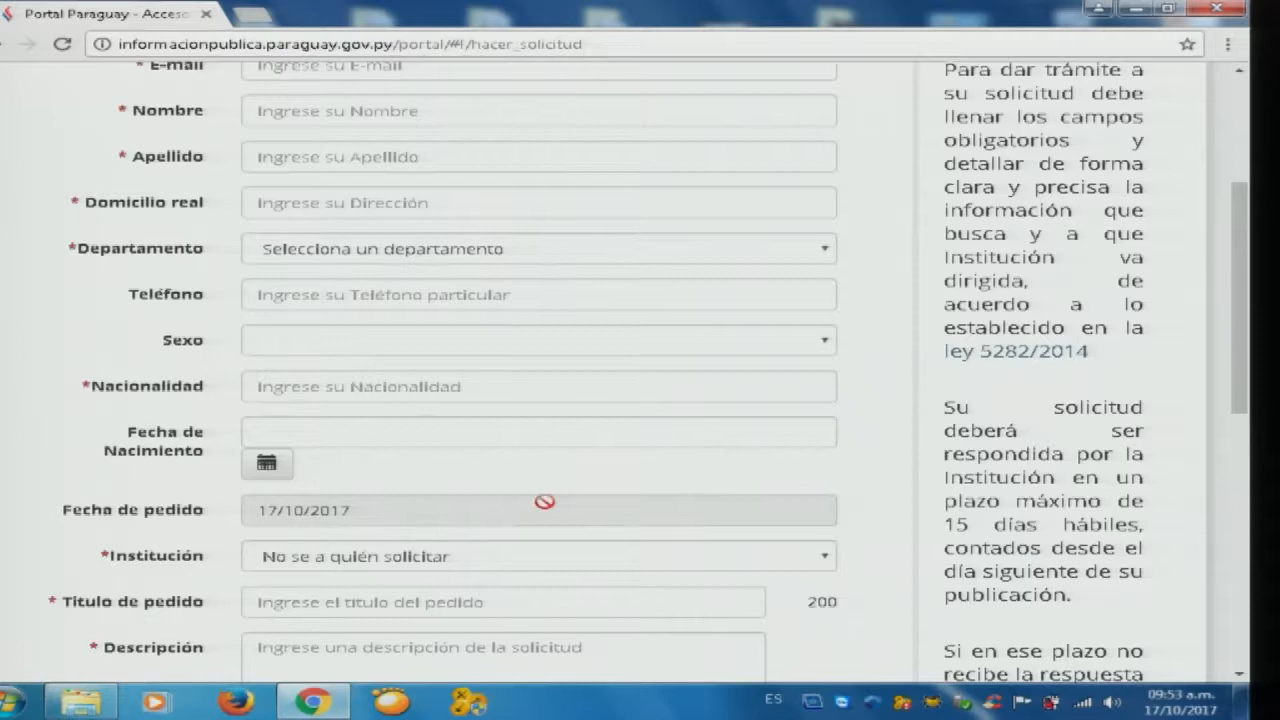 Portal Paraguay - Acceso
informacionpublica.paraguay.gov.py/portal/#!/hacer_solicitud
* E-mail Ingrese su E-mail
* Nombre Ingrese su Nombre
* Apellido Ingrese su Apellido
* Domicilio real Ingrese su Dirección
*Departamento Selecciona un departamento
Teléfono Ingrese su Teléfono particular
Sexo
*Nacionalidad Ingrese su Nacionalidad
Fecha de
Nacimiento
Fecha de pedido 17/10/2017
*Institución No se a quién solicitar
* Titulo de pedido Ingrese el titulo del pedido 200
* Descripción Ingrese una descripción de la solicitud
Para dar trámite a
su solicitud debe
llenar los campos
obligatorios y
detallar de forma
clara y precisa la
información que
busca y a que
Institución va
dirigida, de
acuerdo a lo
establecido en la
ley 5282/2014
Su solicitud
deberá ser
respondida por la
Institución en un
plazo máximo de
15 días hábiles,
contados desde el
día siguiente de su
publicación.
Si en ese plazo no
recibe la respuesta
ES
09:53 a.m.
17/10/2017